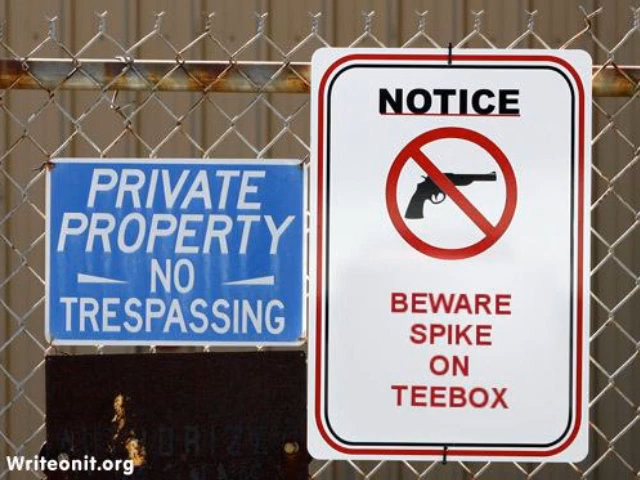 PRIVATE
PROPERTY
NO
TRESPASSING
NOTICE
BEWARE
SPIKE
ON
TEEBOX
Writeonit.org